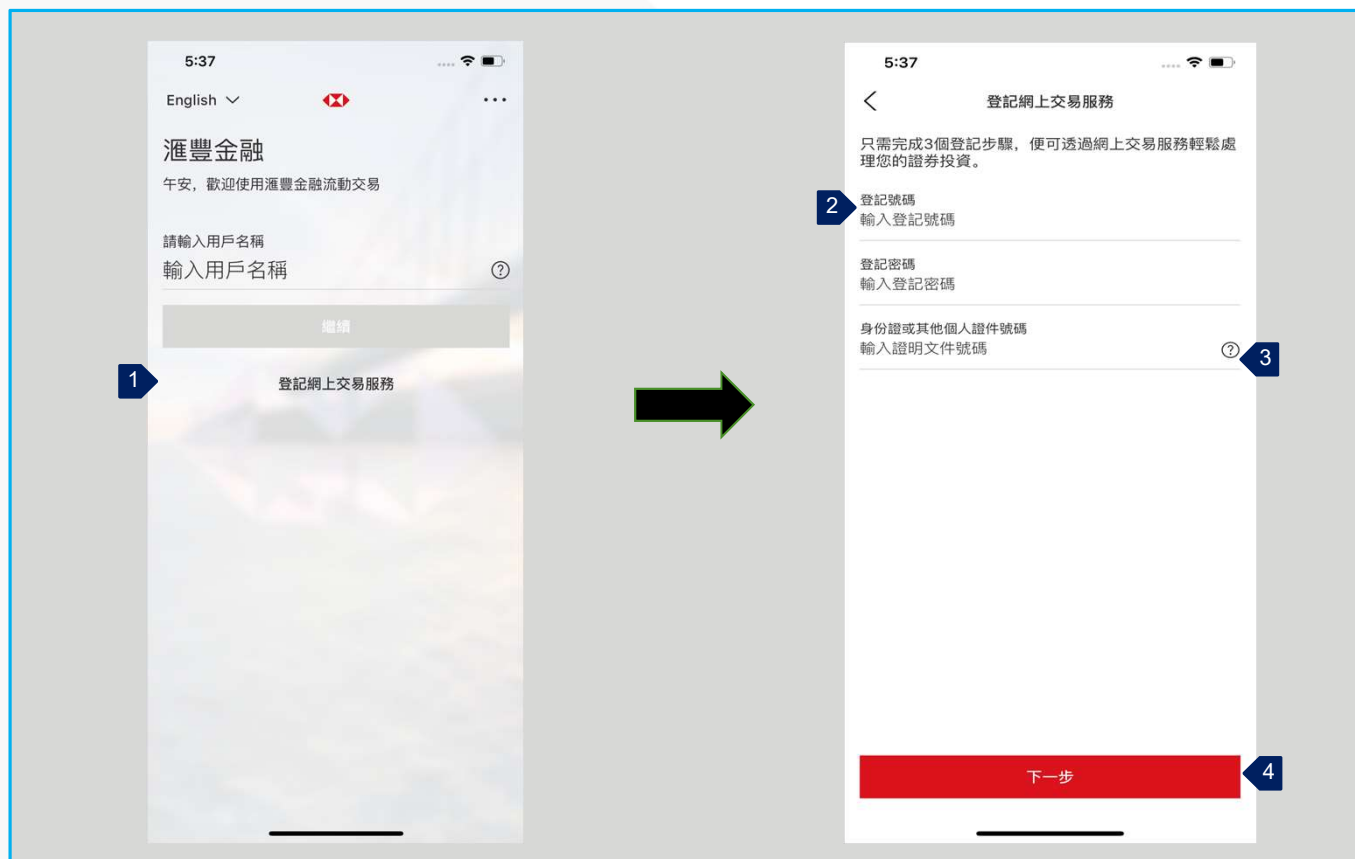 5:37
English
滙豐金融
午安，歡迎使用滙豐金融流動交易
請輸入用戶名稱
輸入用戶名稱
繼續
1
登記網上交易服務
5:37
登記網上交易服務
只需完成3個登記步驟，便可透過網上交易服務輕鬆處
理您的證券投資。
2
登記號碼
輸入登記號碼
登記密碼
輸入登記密碼
身份證或其他個人證件號碼
輸入證明文件號碼
3
下一步
4